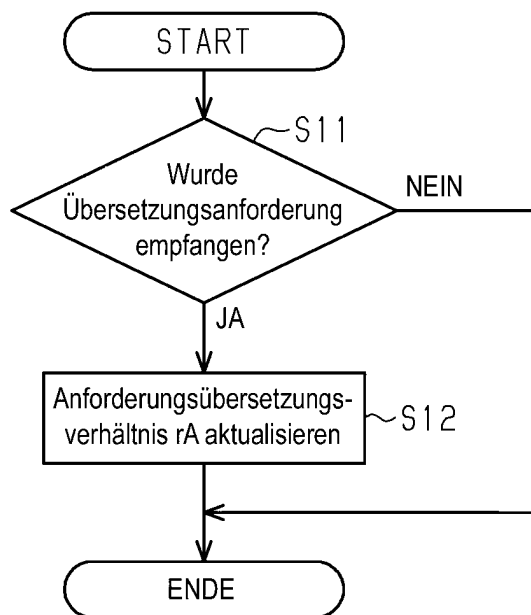 START
S11
Wurde
Übersetzungsanforderung
empfangen?
NEIN
JA
Anforderungsübersetzungs-
verhältnis rA aktualisieren
S12
ENDE